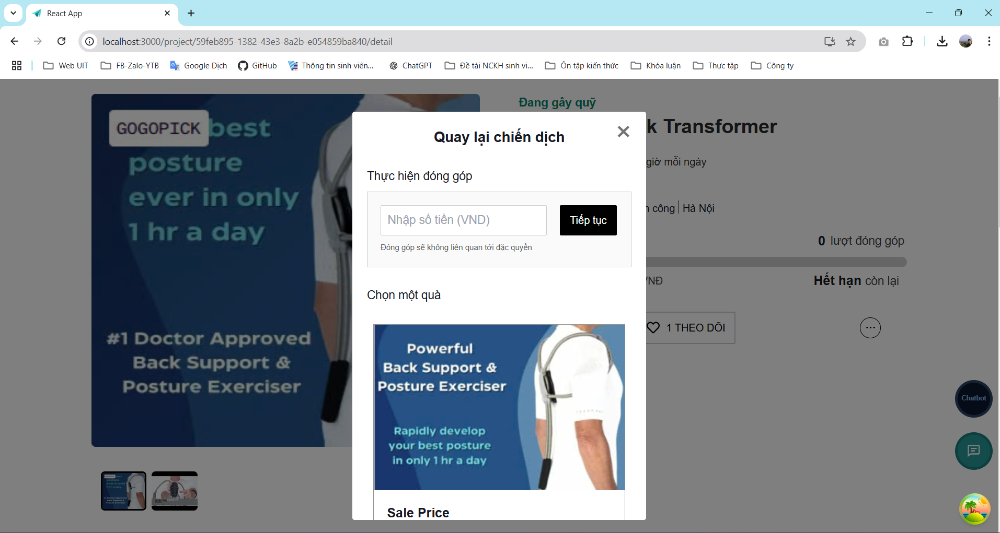 React App
localhost:3000/project/59feb895-1382-43e3-8a2b-e054859ba840/detail
Web UIT
FB-Zalo-YTB
Google Dịch
GitHub
Thông tin sinh viên...
ChatGPT
Đề tài NCKH sinh vi...
Ôn tập kiến thức
Khóa luận
Thực tập
Công ty
GOGOPICK best
posture
ever in only
1 hr a day
#1 Doctor Approved
Back Support &
Posture Exerciser
Đang gây quỹ
k Transformer
giờ mỗi ngày
công
Hà Nội
0 lượt đóng góp
VNĐ
Hết hạn còn lại
1 THEO DÕI
Quay lại chiến dịch
Thực hiện đóng góp
Nhập số tiền (VND)
Tiếp tục
Đóng góp sẽ không liên quan tới đặc quyền
Chọn một quà
Powerful
Back Support &
Posture Exerciser
Rapidly develop
your best posture
in only 1 hr a day
Sale Price
Chatbot